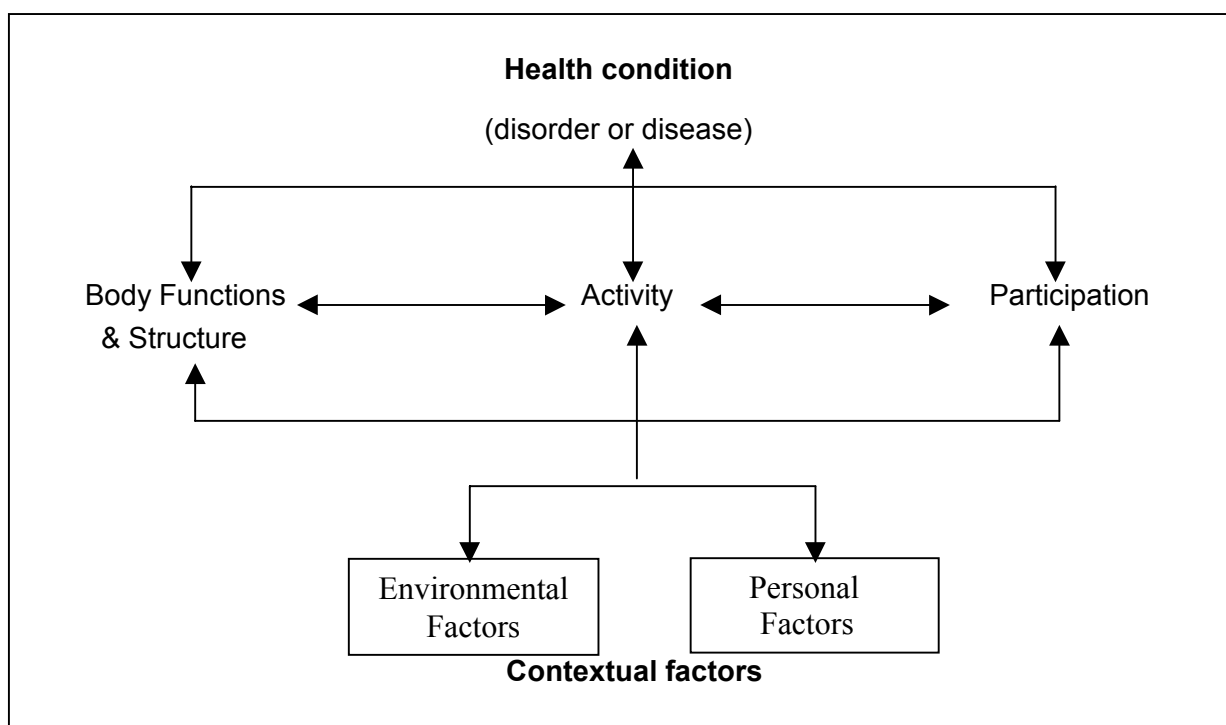 Health condition
(disorder or disease)
Body Functions
& Structure
Activity
Participation
Environmental
Factors
Personal
Factors
Contextual factors